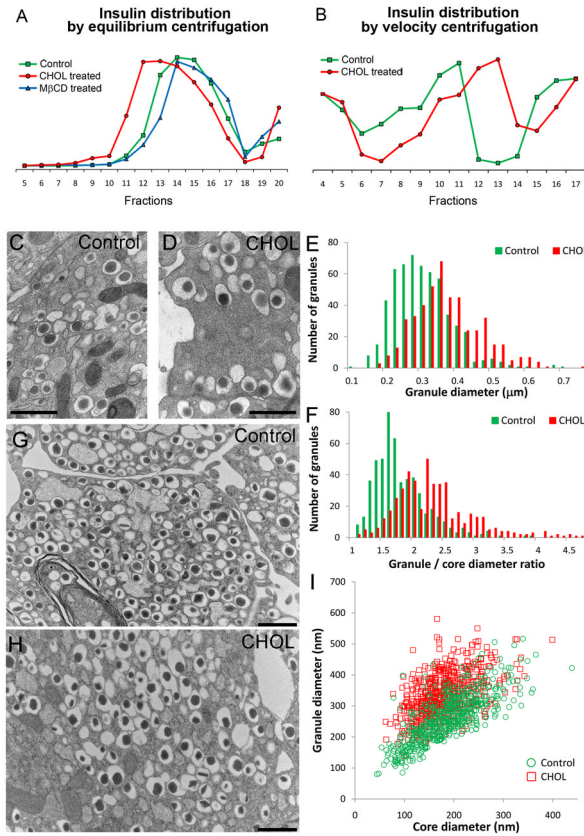 A
Insulin distribution
by equilibrium centrifugation
Control
CHOL treated
MβCD treated
5 6 7 8 9 10 11 12 13 14 15 16 17 18 19 20
Fractions
B
Insulin distribution
by velocity centrifugation
Control
CHOL treated
4 5 6 7 8 9 10 11 12 13 14 15 16 17
Fractions
C
Control
D
CHOL
E
Control
CHOL
Number of granules
80
60
40
20
0
0.1 0.2 0.3 0.4 0.5 0.6 0.7
Granule diameter (μm)
F
Control
CHOL
Number of granules
80
60
40
20
0
1 1.5 2 2.5 3 3.5 4 4.5
Granule / core diameter ratio
G
Control
H
CHOL
I
Granule diameter (nm)
700
600
500
400
300
200
100
0
0 100 200 300 400
Core diameter (nm)
Control
CHOL